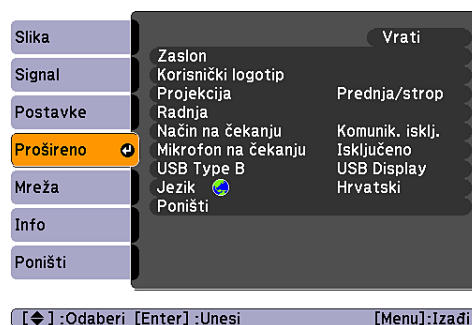 Slika
Signal
Postavke
Prošireno
Mreža
Info
Poništi
Vrati
Zaslon
Korisnički logotip
Projekcija Prednja/strop
Radnja
Način na čekanju Komunik. isklj.
Mikrofon na čekanju Isključeno
USB Type B USB Display
Jezik Hrvatski
Poništi
[◆] :Odaberi [Enter] :Unesi [Menu]:Izađi